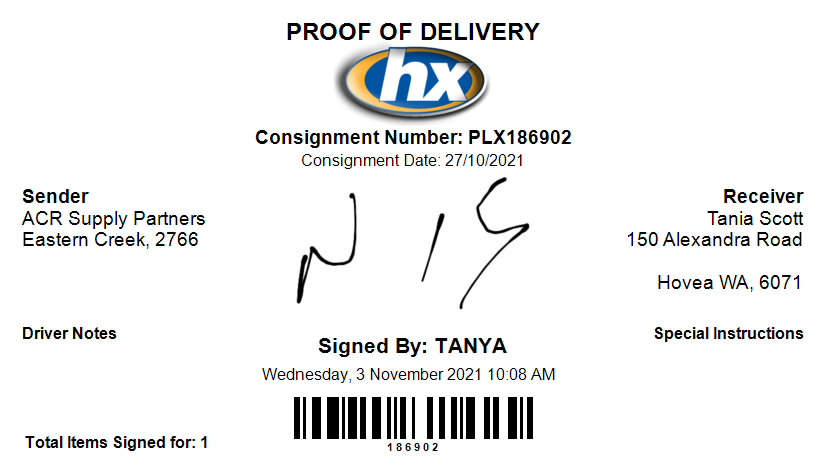 PROOF OF DELIVERY
hx
Consignment Number: PLX186902
Consignment Date: 27/10/2021
Sender
ACR Supply Partners
Eastern Creek, 2766
Receiver
Tania Scott
150 Alexandra Road
Hovea WA, 6071
Driver Notes
Special Instructions
Signed By: TANYA
Wednesday, 3 November 2021 10:08 AM
186902
Total Items Signed for: 1